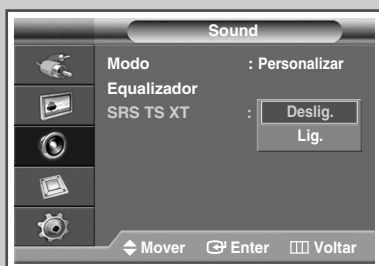 Sound
Modo : Personalizar
Equalizador
SRS TS XT : Deslig.
Lig.
Mover Enter Voltar